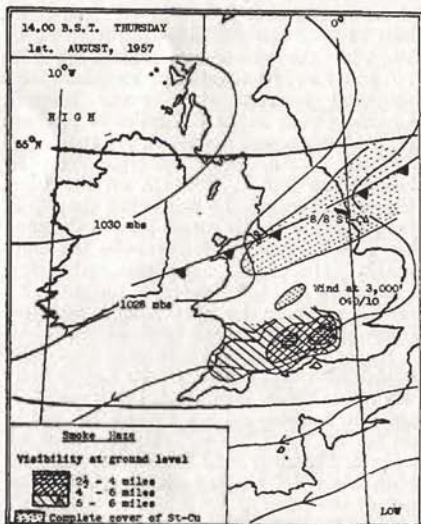 14.00 B.S.T. THURSDAY
1st. AUGUST, 1957
0°
10°W
HIGH
55°N
1030 mbs
8/8 St-Cu
1028 mbs
Wind at 3,000'
040/10
Smoke Haze
Visibility at ground level
2½ - 4 miles
4 - 5 miles
5 - 6 miles
Complete cover of St-Cu
LOW